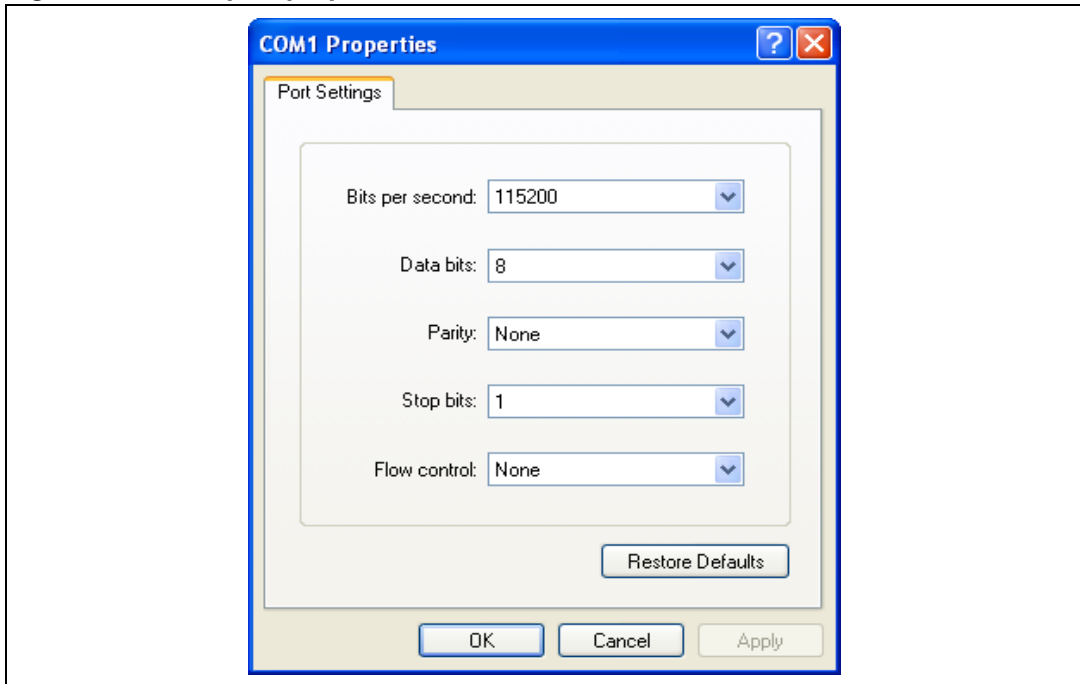 COM1 Properties
Port Settings
Bits per second: 115200
Data bits: 8
Parity: None
Stop bits: 1
Flow control: None
Restore Defaults
OK Cancel Apply